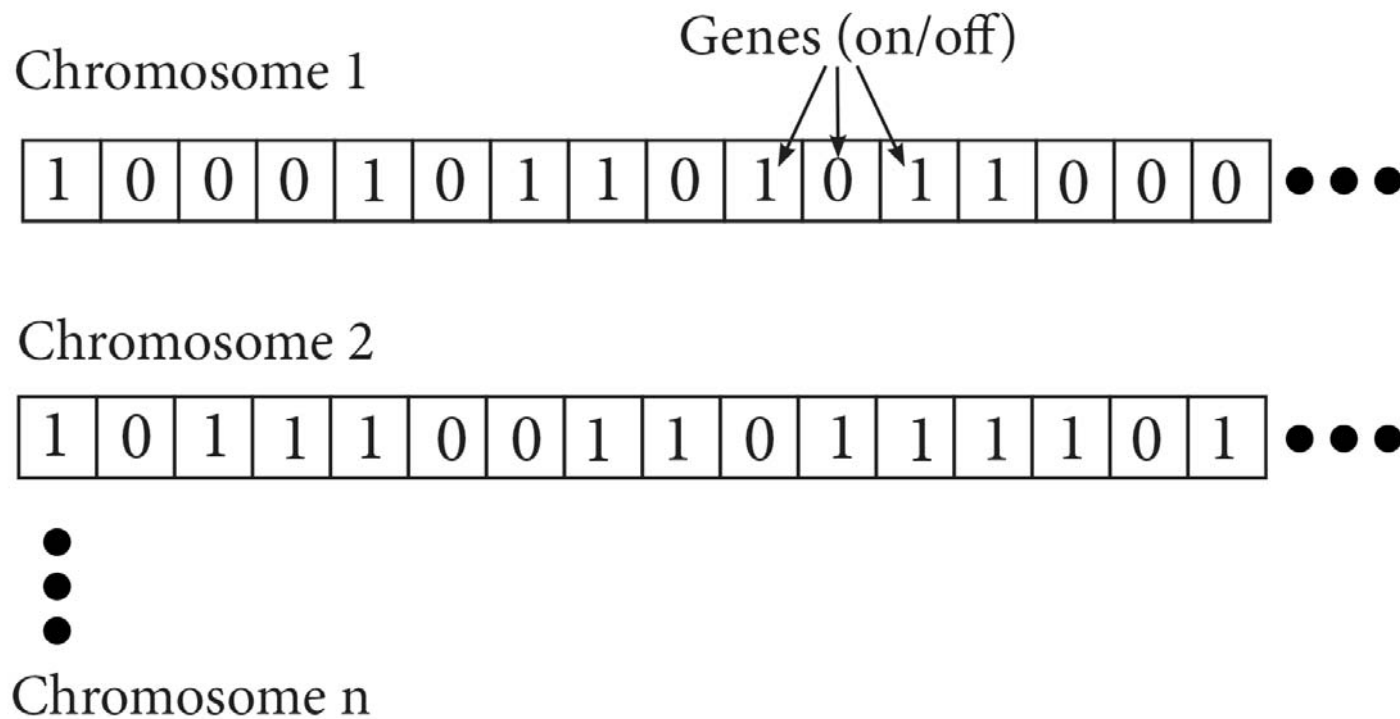 Genes (on/off)
Chromosome 1
1 0 0 0 1 0 1 1 0 1 0 1 1 0 0 0
Chromosome 2
1 0 1 1 1 0 0 1 1 0 1 1 1 1 0 1
Chromosome n